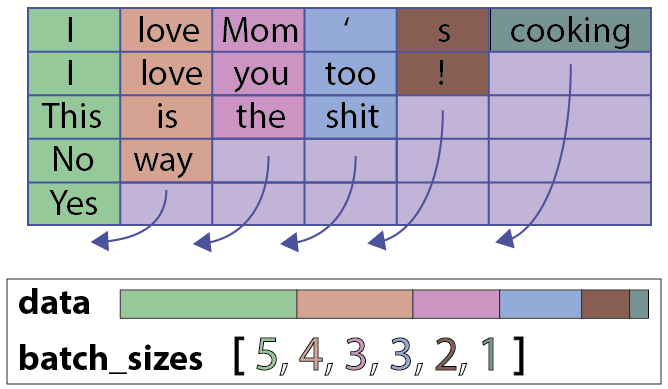 I love Mom ‘ s cooking
I love you too !
This is the shit
No way
Yes
data
batch_sizes [ 5, 4, 3, 3, 2, 1 ]